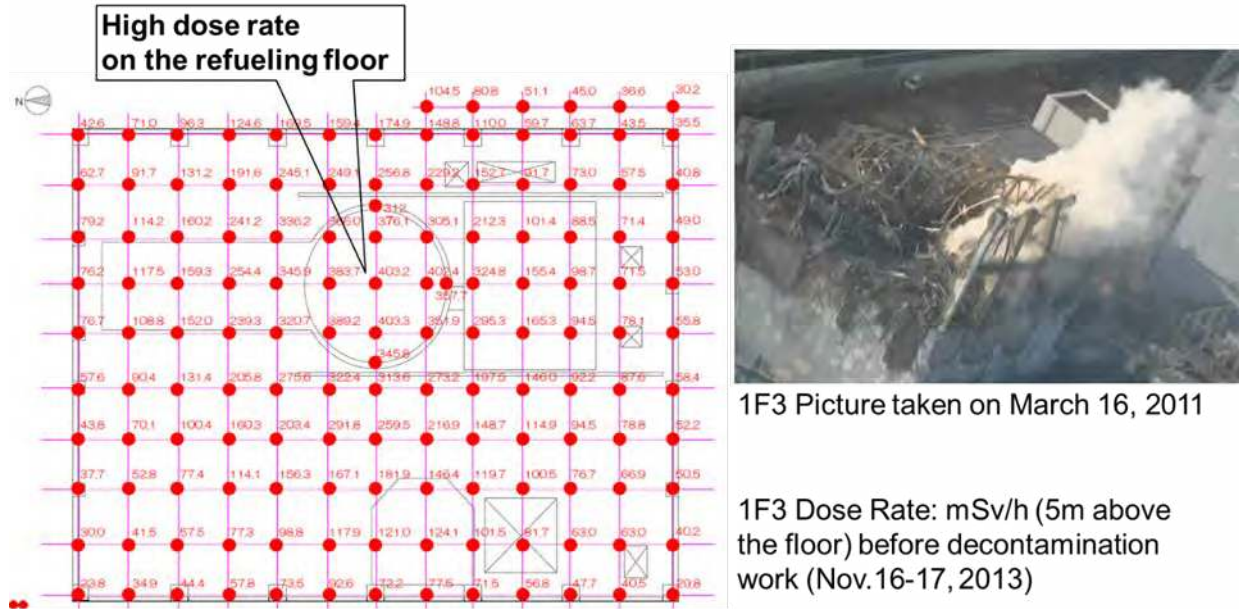 High dose rate
on the refueling floor
N
104.5 80.8 51.1 45.0 36.6 30.2
42.6 71.0 96.3 124.6 169.5 159.4 174.9 148.8 110.0 59.7 63.7 43.5 35.5
62.7 91.7 131.2 191.6 245.1 249.1 256.8 229.2 152.7 91.7 73.0 57.5 40.8
312
79.2 114.2 160.2 241.2 336.2 376.1 305.1 212.3 101.4 88.5 71.4 49.0
76.2 117.5 159.3 254.4 345.9 383.7 403.2 402.4 324.8 155.4 98.7 71.5 53.0
357.7
76.7 108.8 152.0 239.3 320.7 389.2 403.3 351.9 295.3 165.3 94.5 78.1 55.8
345.8
57.6 90.4 131.4 205.8 275.6 322.4 313.6 273.2 197.5 146.0 92.2 87.6 58.4
43.8 70.1 100.4 160.3 203.4 291.8 259.5 216.9 148.7 114.9 94.5 78.8 52.2
37.7 52.8 77.4 114.1 156.3 167.1 181.9 146.4 119.7 100.5 76.7 66.9 50.5
30.0 41.5 57.5 77.3 98.8 117.9 121.0 124.1 101.5 81.7 63.0 63.0 40.2
23.8 34.9 44.4 57.8 73.5 92.6 72.2 77.5 71.5 56.8 47.7 40.5 29.8
1F3 Picture taken on March 16, 2011
1F3 Dose Rate: mSv/h (5m above
the floor) before decontamination
work (Nov.16-17, 2013)